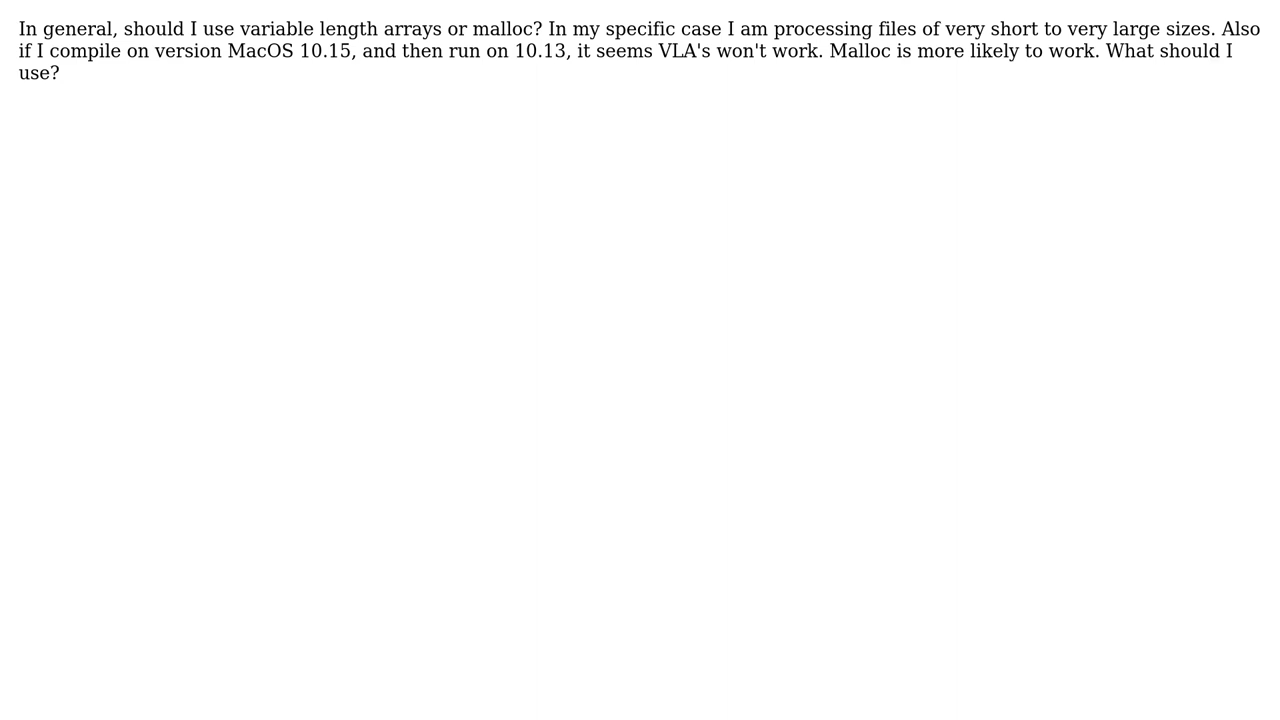 In general, should I use variable length arrays or malloc? In my specific case I am processing files of very short to very large sizes. Also
if I compile on version MacOS 10.15, and then run on 10.13, it seems VLA's won't work. Malloc is more likely to work. What should I
use?